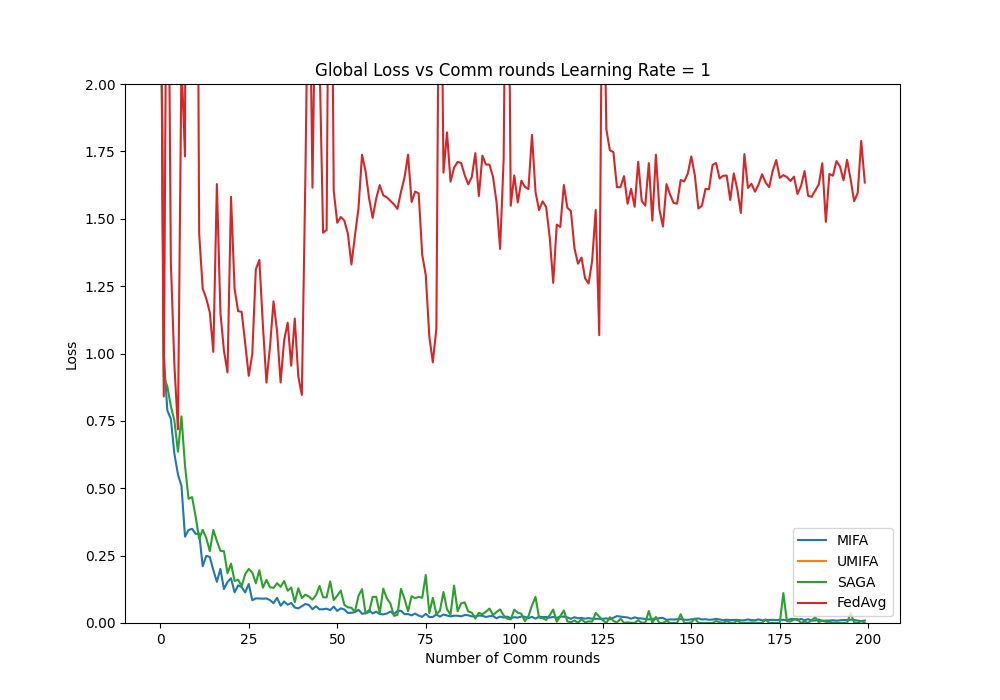 Global Loss vs Comm rounds Learning Rate = 1
2.00
1.75
1.50
1.25
1.00
0.75
0.50
0.25
0.00
Loss
0 25 50 75 100 125 150 175 200
Number of Comm rounds
MIFA
UMIFA
SAGA
FedAvg